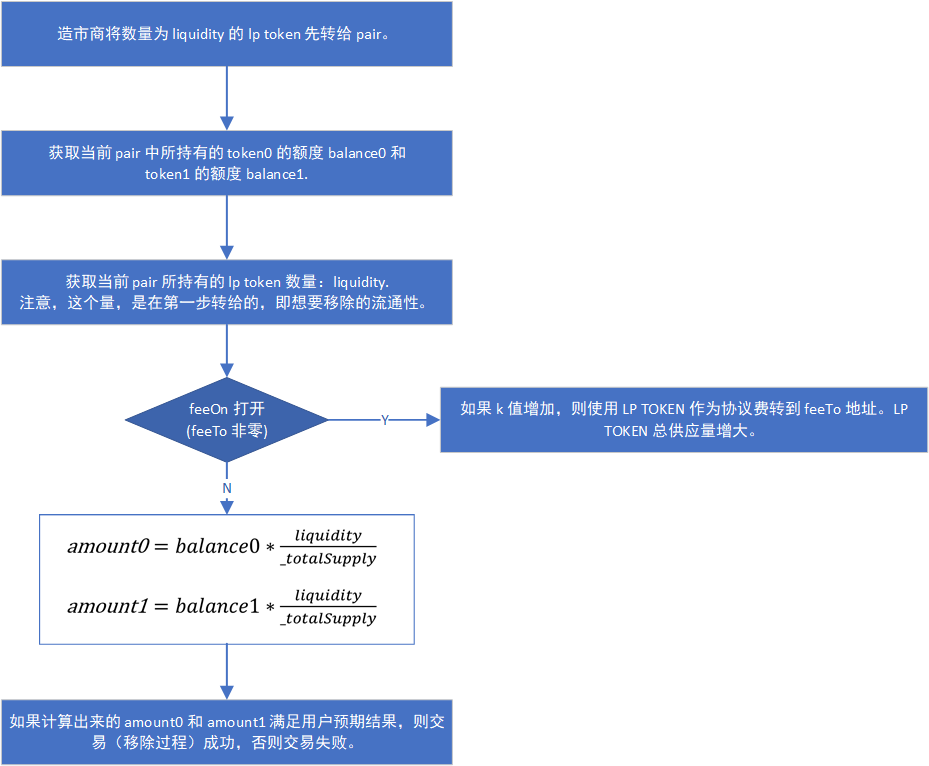 造市商将数量为 liquidity 的 lp token 先转给 pair。
获取当前 pair 中所持有的 token0 的额度 balance0 和
token1 的额度 balance1.
获取当前 pair 所持有的 lp token 数量：liquidity.
注意，这个量，是在第一步转给的，即想要移除的流通性。
feeOn 打开
(feeTo 非零)
Y
如果 k 值增加，则使用 LP TOKEN 作为协议费转到 feeTo 地址。LP
TOKEN 总供应量增大。
N
amount0 = balance0 * liquidity / _totalSupply
amount1 = balance1 * liquidity / _totalSupply
如果计算出来的 amount0 和 amount1 满足用户预期结果，则交
易（移除过程）成功，否则交易失败。